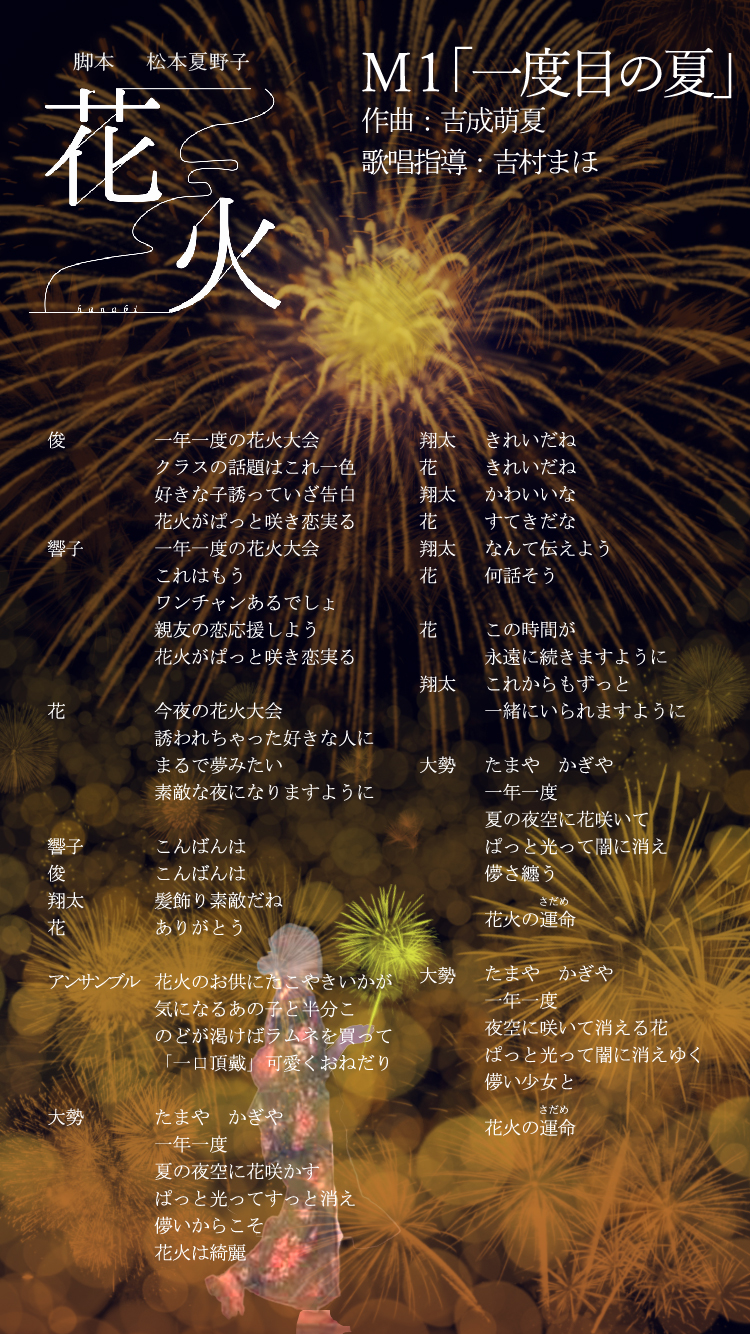 脚本　松本夏野子
花火
hanabi
M1「一度目の夏」
作曲：吉成萌夏
歌唱指導：吉村まほ
俊　一年一度の花火大会
クラスの話題はこれ一色
好きな子誘っていざ告白
花火がぱっと咲き恋実る
響子　一年一度の花火大会
これはもう
ワンチャンあるでしょ
親友の恋応援しよう
花火がぱっと咲き恋実る
花　今夜の花火大会
誘われちゃった好きな人に
まるで夢みたい
素敵な夜になりますように
響子　こんばんは
俊　こんばんは
翔太　髪飾り素敵だね
花　ありがとう
アンサンブル　花火のお供にたこやきいかが
気になるあの子と半分こ
のどが渇けばラムネを買って
「一口頂戴」可愛くおねだり
大勢　たまや　かぎや
一年一度
夏の夜空に花咲かす
ぱっと光ってすっと消え
儚いからこそ
花火は綺麗
翔太　きれいだね
花　きれいだね
翔太　かわいいな
花　すてきだな
翔太　なんて伝えよう
花　何話そう
花　この時間が
永遠に続きますように
翔太　これからもずっと
一緒にいられますように
大勢　たまや　かぎや
一年一度
夏の夜空に花咲いて
ぱっと光って闇に消え
儚さ纏う
さだめ
花火の運命
大勢　たまや　かぎや
一年一度
夜空に咲いて消える花
ぱっと光って闇に消えゆく
儚い少女と
さだめ
花火の運命